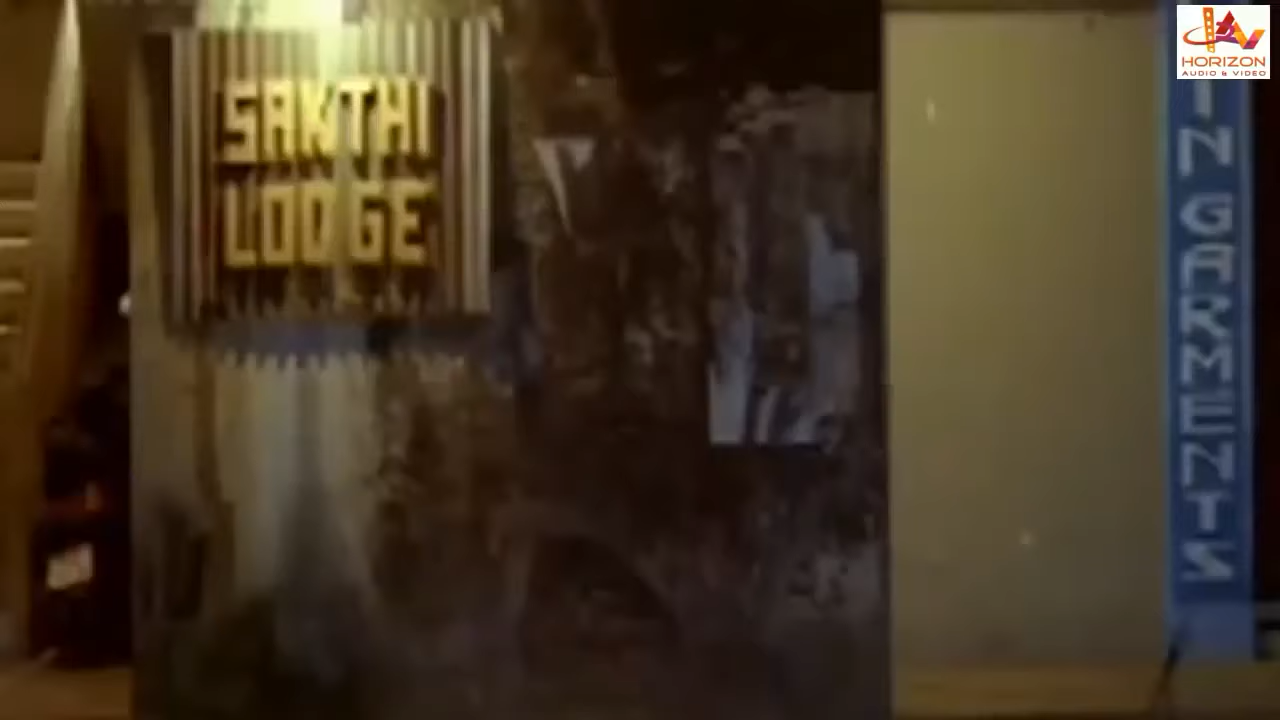 SAKTHI
LODGE
IN GARMENTS
HORIZON
AUDIO & VIDEO